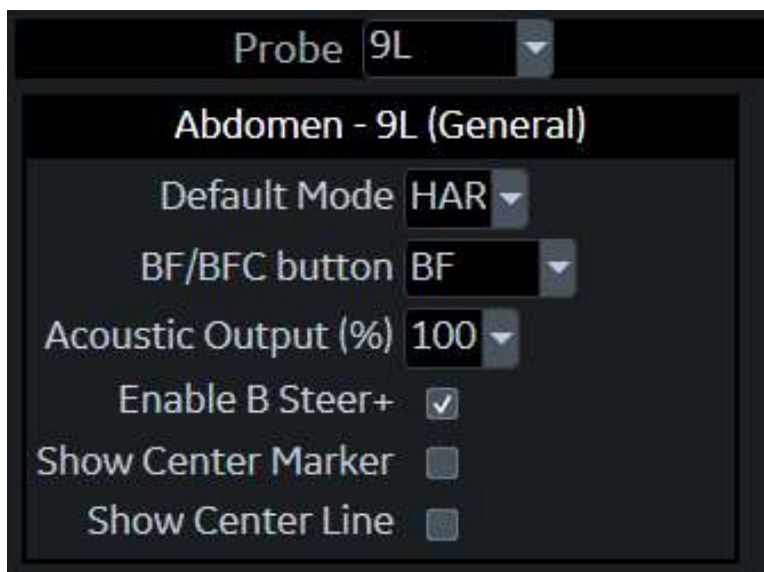 Probe 9L
Abdomen - 9L (General)
Default Mode HAR
BF/BFC button BF
Acoustic Output (%) 100
Enable B Steer+
Show Center Marker
Show Center Line